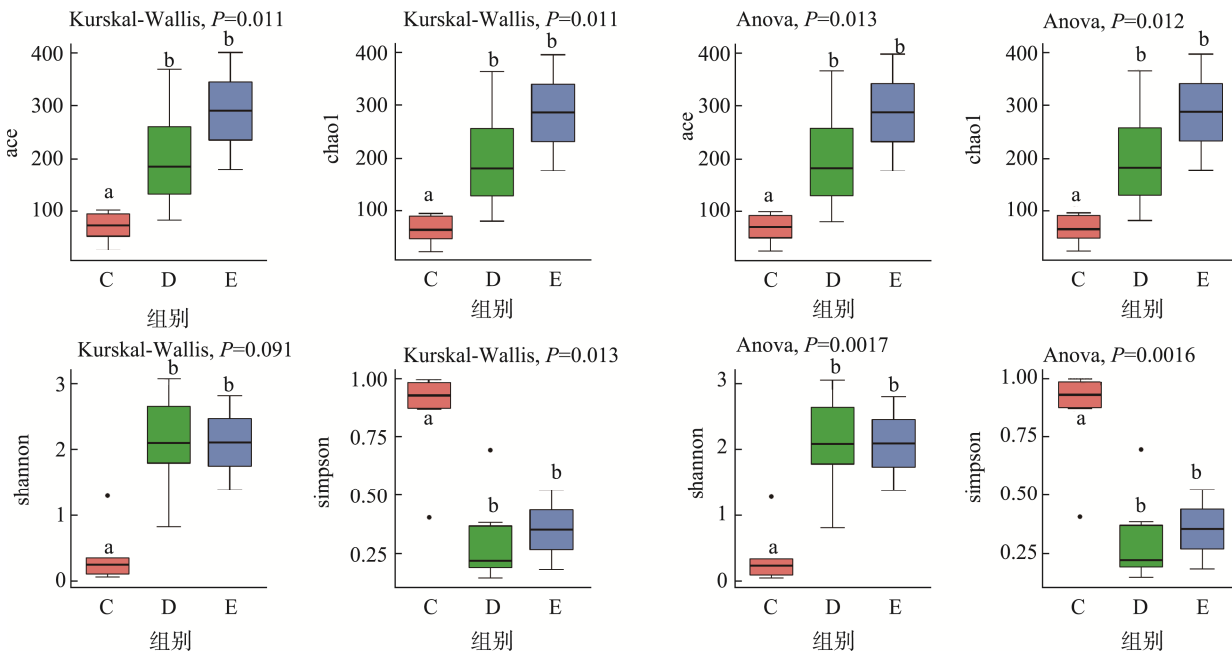 Kurskal-Wallis, P=0.011
ace
400
300
200
100
a
b
b
C D E
组别
Kurskal-Wallis, P=0.011
chao1
400
300
200
100
a
b
b
C D E
组别
Anova, P=0.013
ace
400
300
200
100
a
b
b
C D E
组别
Anova, P=0.012
chao1
400
300
200
100
a
b
b
C D E
组别
Kurskal-Wallis, P=0.091
shannon
3
2
1
0
a
b
b
C D E
组别
Kurskal-Wallis, P=0.013
simpson
1.00
0.75
0.50
0.25
a
b
b
C D E
组别
Anova, P=0.0017
shannon
3
2
1
0
a
b
b
C D E
组别
Anova, P=0.0016
simpson
1.00
0.75
0.50
0.25
a
b
b
C D E
组别